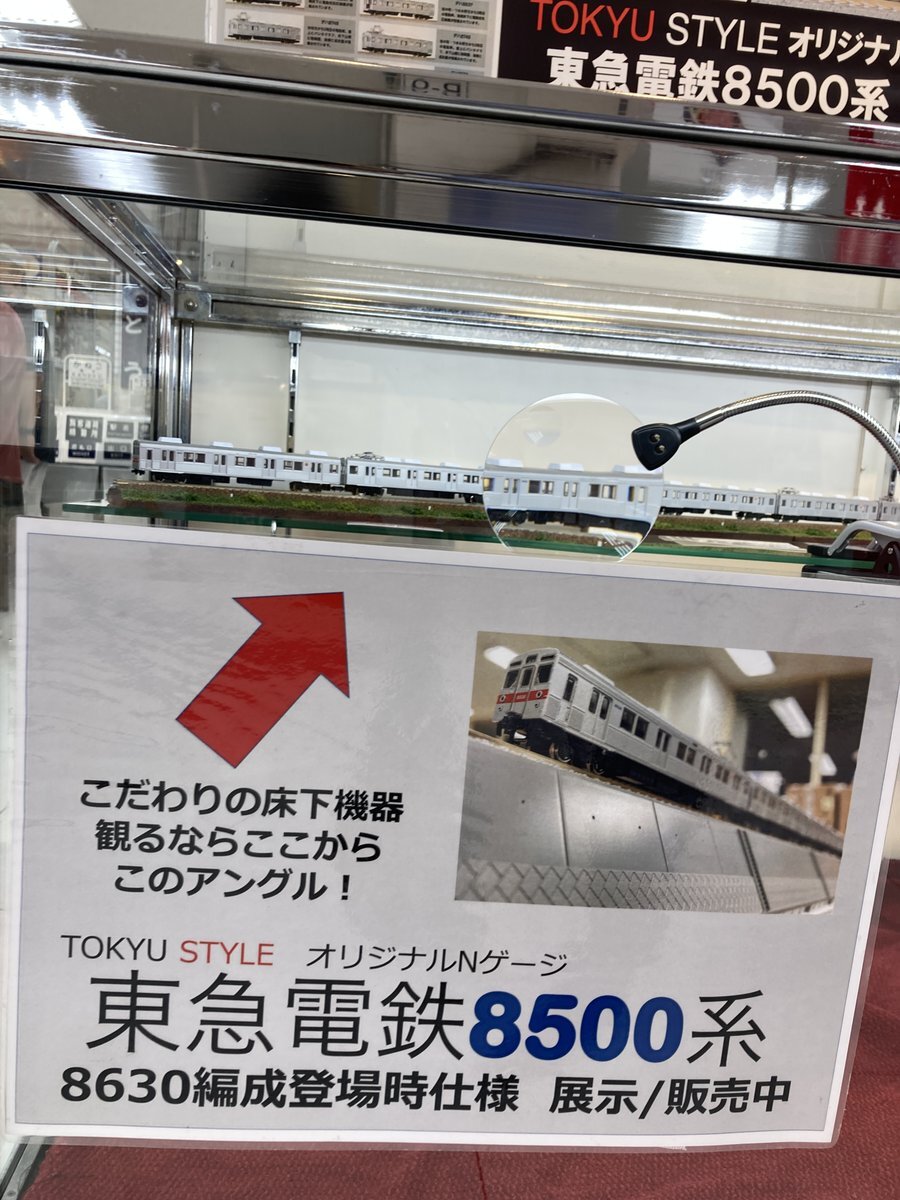 TOKYU STYLE オリジナル
東急電鉄8500系
B-9
こだわりの床下機器
観るならここから
このアングル！
TOKYU STYLE オリジナルNゲージ
東急電鉄8500系
8630編成登場時仕様 展示/販売中